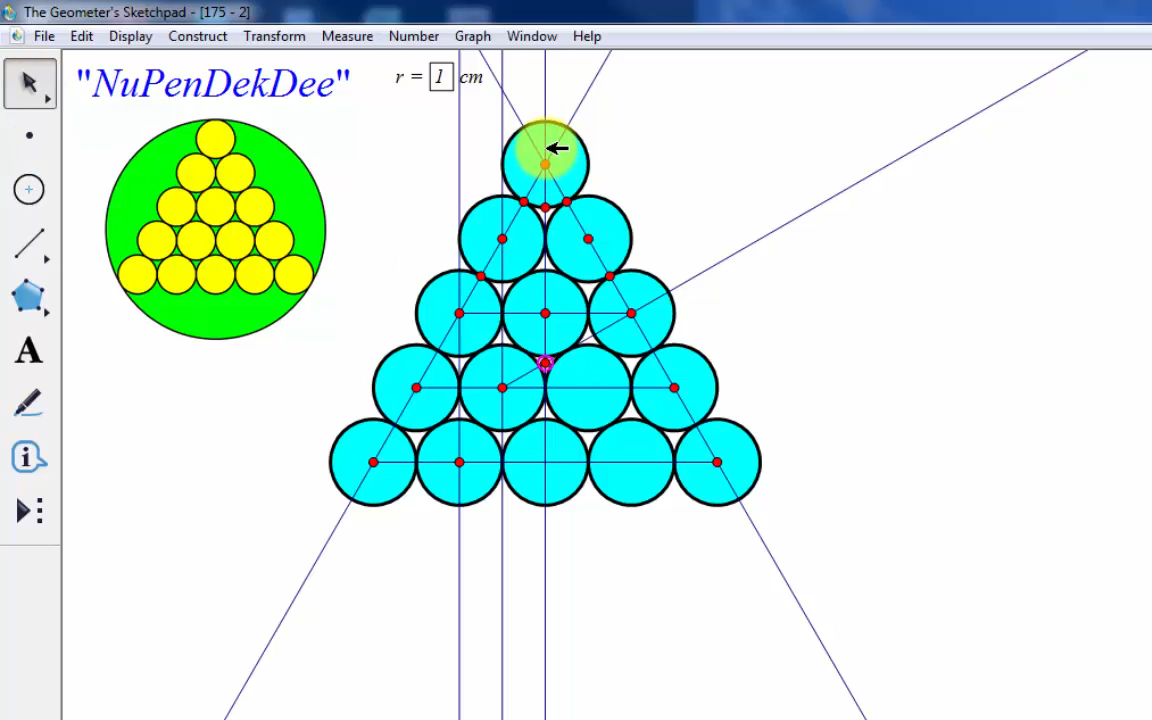 The Geometer's Sketchpad - [175 - 2]
File Edit Display Construct Transform Measure Number Graph Window Help
"NuPenDekDee"
r = 1 cm
A
i